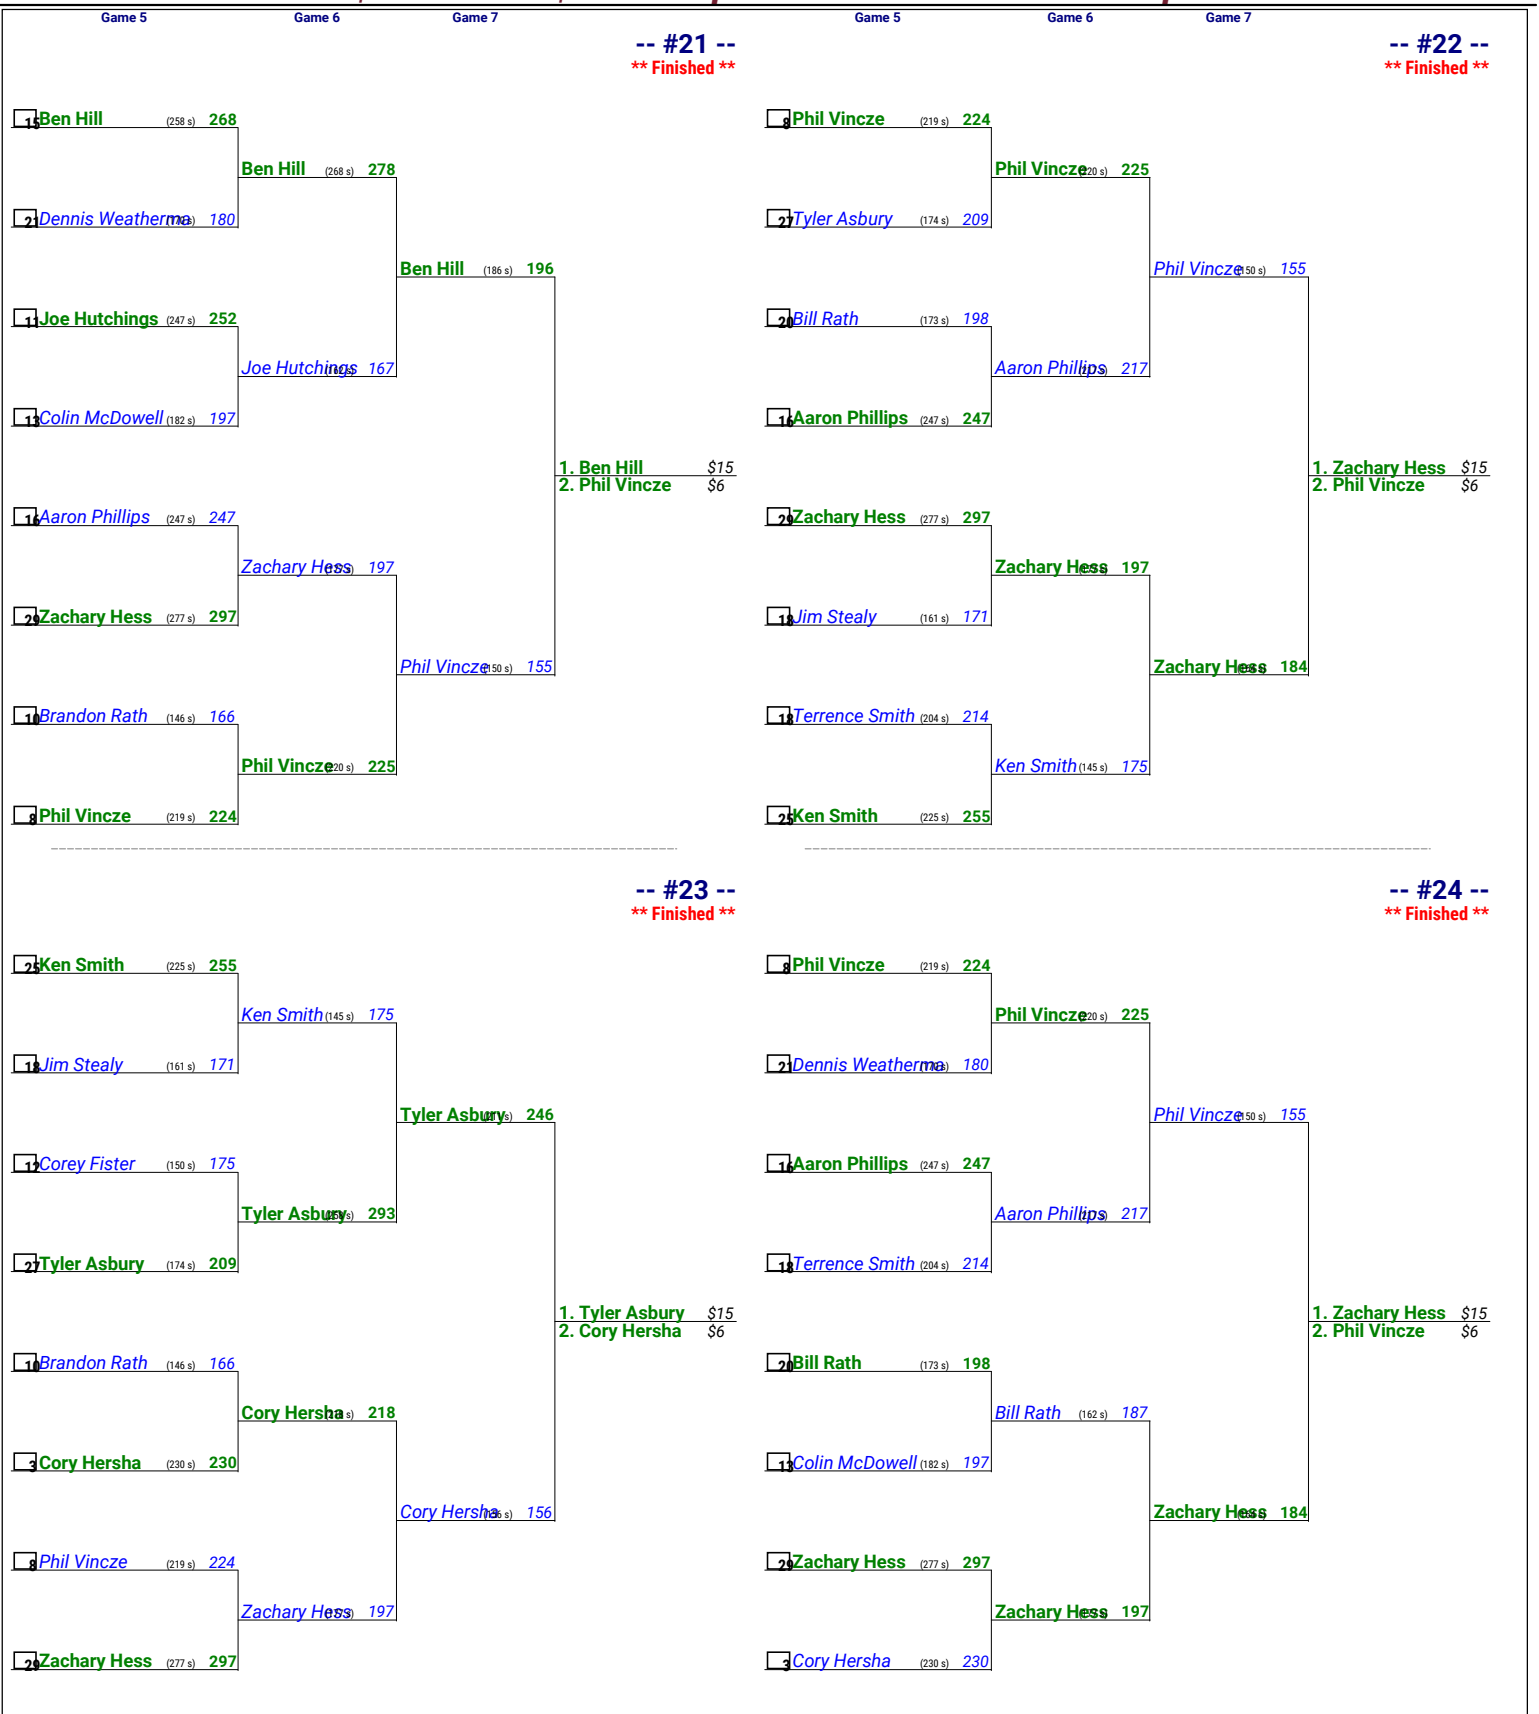 Game 5 Game 6 Game 7 Game 5 Game 6 Game 7
-- #21 --
** Finished **
15 Ben Hill (258 s) 268
Ben Hill (268 s) 278
21 Dennis Weatherma 180
Ben Hill (186 s) 196
11 Joe Hutchings (247 s) 252
Joe Hutchings 167
13 Colin McDowell (182 s) 197
1. Ben Hill $15
2. Phil Vincze $6
16 Aaron Phillips (247 s) 247
Zachary Hess 197
29 Zachary Hess (277 s) 297
Phil Vincze (150 s) 155
10 Brandon Rath (146 s) 166
Phil Vincze (220 s) 225
8 Phil Vincze (219 s) 224
-- #22 --
** Finished **
8 Phil Vincze (219 s) 224
Phil Vincze (220 s) 225
27 Tyler Asbury (174 s) 209
Phil Vincze (150 s) 155
20 Bill Rath (173 s) 198
Aaron Phillips 217
16 Aaron Phillips (247 s) 247
1. Zachary Hess $15
2. Phil Vincze $6
29 Zachary Hess (277 s) 297
Zachary Hess 197
18 Jim Stealy (161 s) 171
Zachary Hess 184
18 Terrence Smith (204 s) 214
Ken Smith (145 s) 175
25 Ken Smith (225 s) 255
-- #23 --
** Finished **
25 Ken Smith (225 s) 255
Ken Smith (145 s) 175
18 Jim Stealy (161 s) 171
Tyler Asbury 246
12 Corey Fister (150 s) 175
Tyler Asbury 293
27 Tyler Asbury (174 s) 209
1. Tyler Asbury $15
2. Cory Hersha $6
10 Brandon Rath (146 s) 166
Cory Hersha 218
3 Cory Hersha (230 s) 230
Cory Hersha 156
8 Phil Vincze (219 s) 224
Zachary Hess 197
29 Zachary Hess (277 s) 297
-- #24 --
** Finished **
8 Phil Vincze (219 s) 224
Phil Vincze (220 s) 225
21 Dennis Weatherma 180
Phil Vincze (150 s) 155
16 Aaron Phillips (247 s) 247
Aaron Phillips 217
18 Terrence Smith (204 s) 214
1. Zachary Hess $15
2. Phil Vincze $6
20 Bill Rath (173 s) 198
Bill Rath (162 s) 187
13 Colin McDowell (182 s) 197
Zachary Hess 184
29 Zachary Hess (277 s) 297
Zachary Hess 197
3 Cory Hersha (230 s) 230